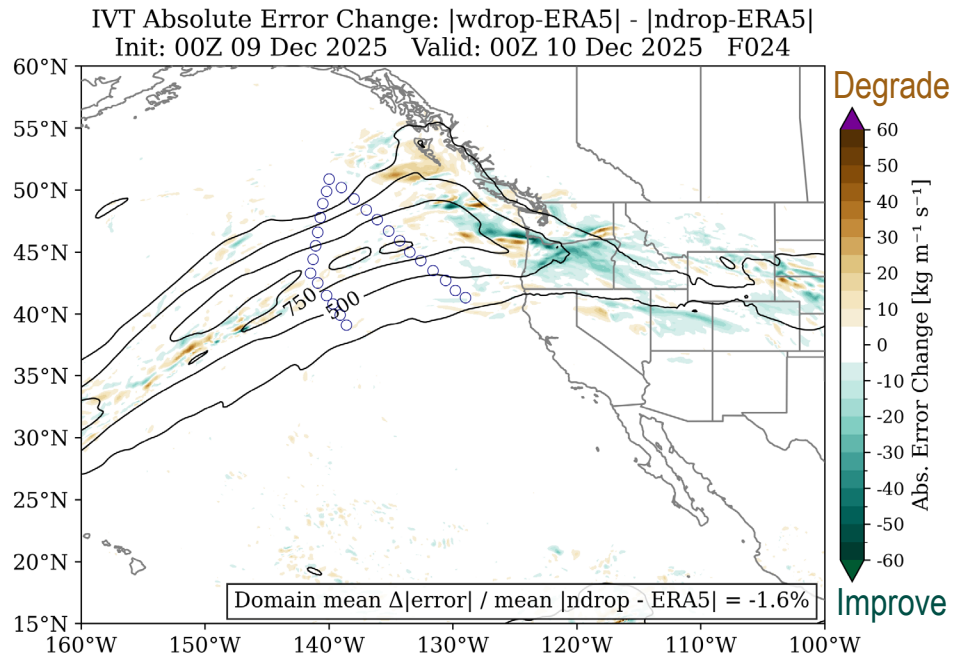 IVT Absolute Error Change: |wdrop-ERA5| - |ndrop-ERA5|
Init: 00Z 09 Dec 2025 Valid: 00Z 10 Dec 2025 F024
60°N
55°N
50°N
45°N
40°N
35°N
30°N
25°N
20°N
15°N
750
500
Domain mean Δ|error| / mean |ndrop - ERA5| = -1.6%
160°W
150°W
140°W
130°W
120°W
110°W
100°W
Degrade
60
50
40
30
20
10
0
-10
-20
-30
-40
-50
-60
Abs. Error Change [kg m⁻¹ s⁻¹]
Improve